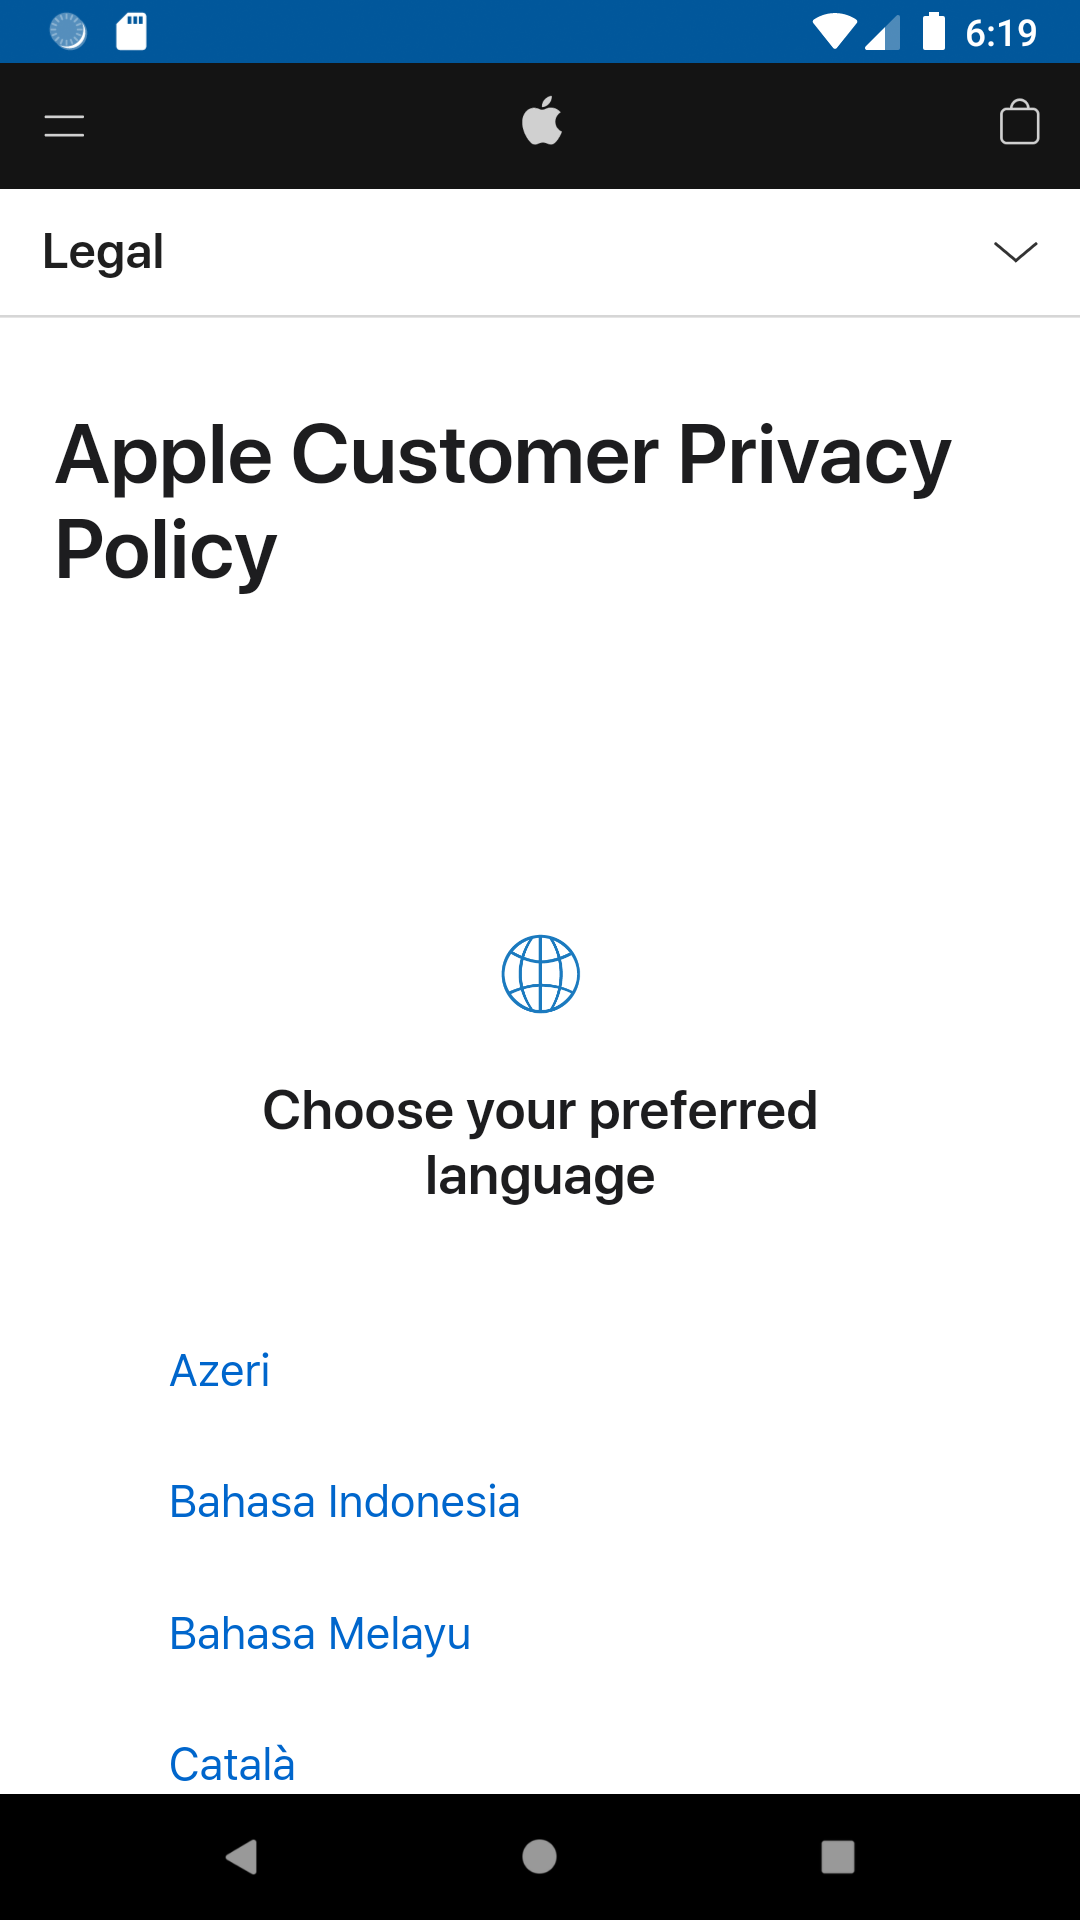 6:19
Legal
Apple Customer Privacy
Policy
Choose your preferred
language
Azeri
Bahasa Indonesia
Bahasa Melayu
Català